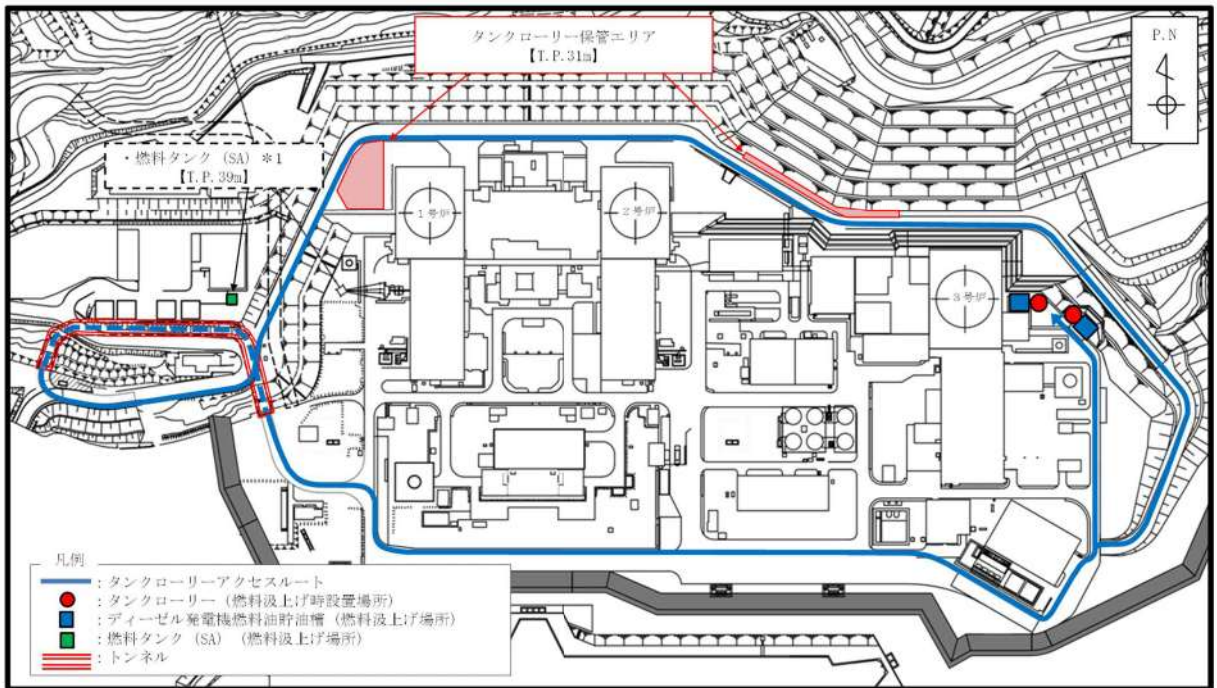 タンクローリー保管エリア
【T.P.31m】
P.N
・燃料タンク（SA）＊1
【T.P.39m】
1号炉
2号炉
3号炉
凡例
：タンクローリーアクセスルート
：タンクローリー（燃料汲上げ時設置場所）
：ディーゼル発電機燃料油貯油槽（燃料汲上げ場所）
：燃料タンク（SA）（燃料汲上げ場所）
：トンネル